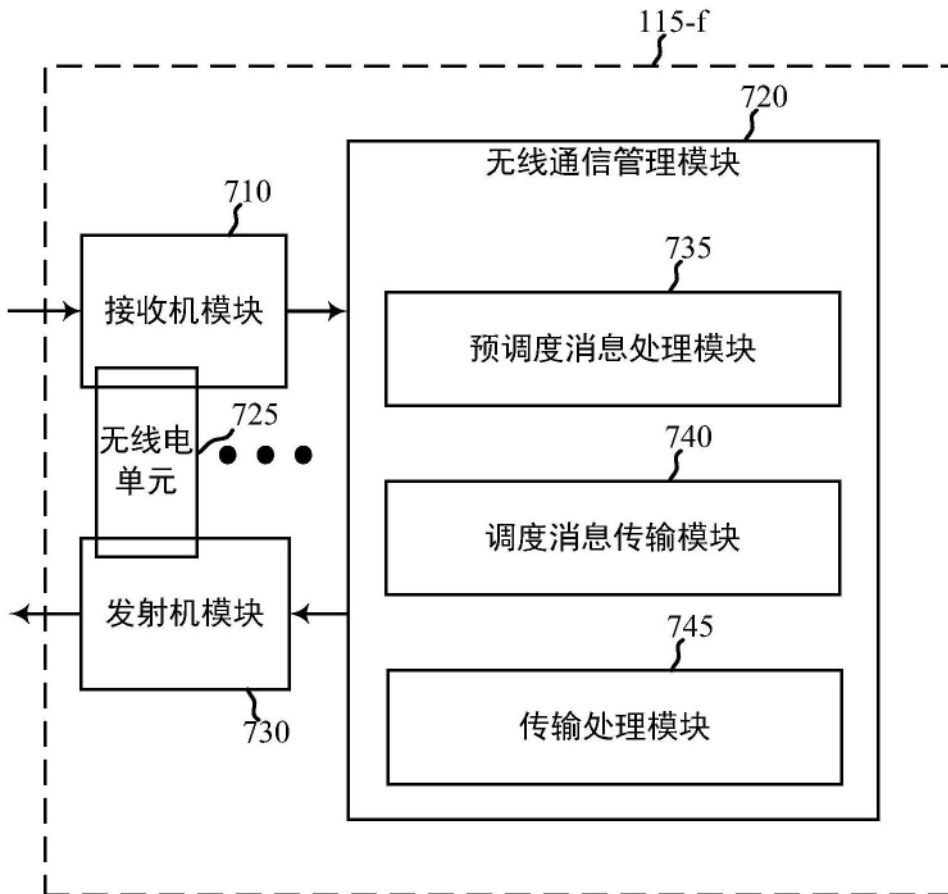 115-f
720
无线通信管理模块
710
接收机模块
735
预调度消息处理模块
无线电
单元
725
740
调度消息传输模块
发射机模块
730
745
传输处理模块